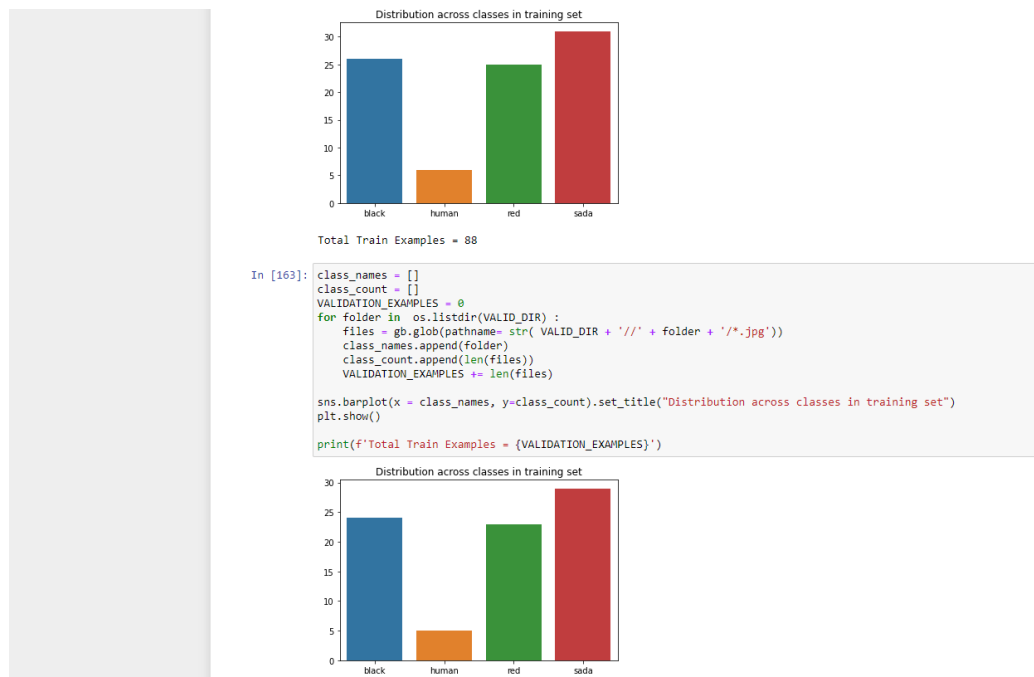 Distribution across classes in training set
30
25
20
15
10
5
0
black human red sada
Total Train Examples = 88
In [163]: class_names = []
class_count = []
VALIDATION_EXAMPLES = 0
for folder in  os.listdir(VALID_DIR) :
    files = gb.glob(pathname= str( VALID_DIR + '//' + folder + '/*.jpg'))
    class_names.append(folder)
    class_count.append(len(files))
    VALIDATION_EXAMPLES += len(files)
sns.barplot(x = class_names, y=class_count).set_title("Distribution across classes in training set")
plt.show()
print(f'Total Train Examples = {VALIDATION_EXAMPLES}')
Distribution across classes in training set
30
25
20
15
10
5
0
black human red sada